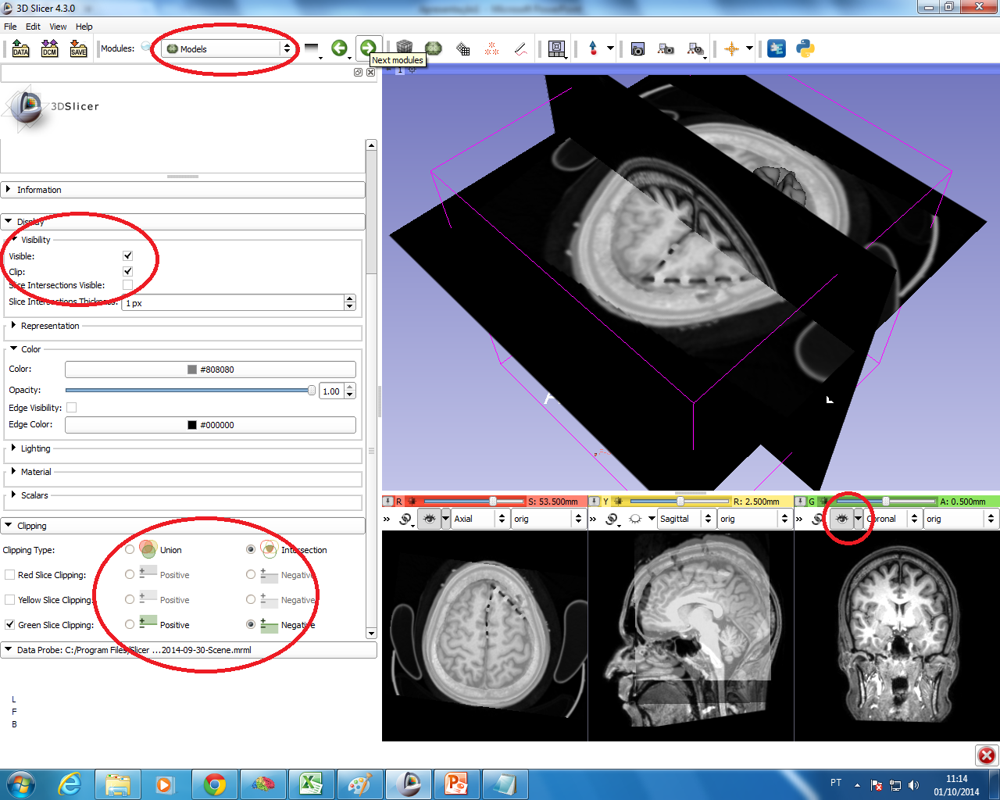 3D Slicer 4.3.0
Microsoft PowerPoint
File Edit View Help
DATA DCM SAVE Modules: Models
Next modules
1
3DSlicer
Information
Display
Visibility
Visible:
Clip:
Slice Intersections Visible:
Slice Intersections Thickness: 1 px
Representation
Color
Color: #808080
Opacity: 1.00
Edge Visibility:
Edge Color: #000000
Lighting
Material
Scalars
Clipping
Clipping Type: Union Intersection
Red Slice Clipping: Positive Negative
Yellow Slice Clipping: Positive Negative
Green Slice Clipping: Positive Negative
Data Probe: C:/Program Files/Slicer ...2014-09-30-Scene.mrml
L
F
B
R S: 53.500mm
» Axial orig
Y R: 2.500mm
» Sagittal orig
G A: 0.500mm
» Coronal orig
PT
11:14
01/10/2014